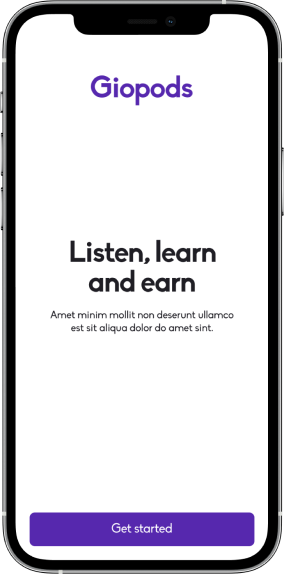 Giopods
Listen, learn
and earn
Amet minim mollit non deserunt ullamco
est sit aliqua dolor do amet sint.
Get started